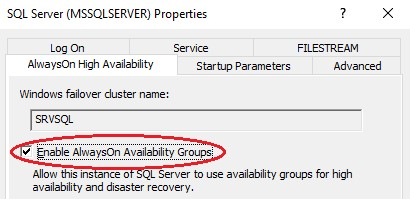 SQL Server (MSSQLSERVER) Properties
?
Log On
Service
FILESTREAM
AlwaysOn High Availability
Startup Parameters
Advanced
Windows failover cluster name:
SRVSQL
Enable AlwaysOn Availability Groups
Allow this instance of SQL Server to use availability groups for high availability and disaster recovery.